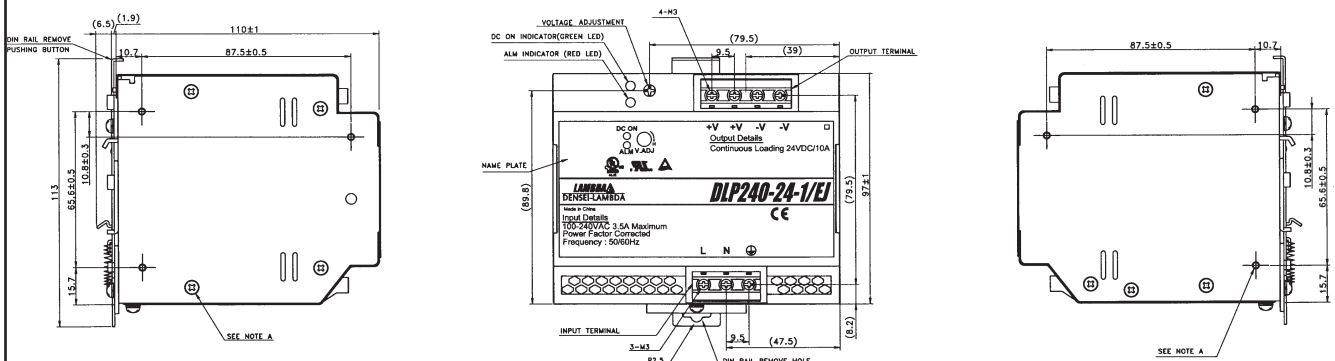 (6.5)
(1.9)
110±1
DIN RAIL REMOVE
PUSHING BUTTON
10.7
87.5±0.5
113
65.6±0.5
10.8±0.3
15.7
SEE NOTE A
4-M3
VOLTAGE ADJUSTMENT
(79.5)
DC ON INDICATOR(GREEN LED)
9.5
(39)
ALM INDICATOR (RED LED)
OUTPUT TERMINAL
NAME PLATE
(89.8)
DC ON
ALM V.ADJ
+V +V -V -V
Output Details
Continuous Loading 24VDC/10A
LAMBDA
DENSEI-LAMBDA
DLP240-24-1/EJ
CE
Made in China
Input Details
100-240VAC 3.5A Maximum
Power Factor Corrected
Frequency : 50/60Hz
L N
(79.5)
97±1
(8.2)
INPUT TERMINAL
3-M3
9.5
(47.5)
R2.5
DIN RAIL REMOVE HOLE
87.5±0.5
10.7
10.8±0.3
65.6±0.5
15.7
SEE NOTE A